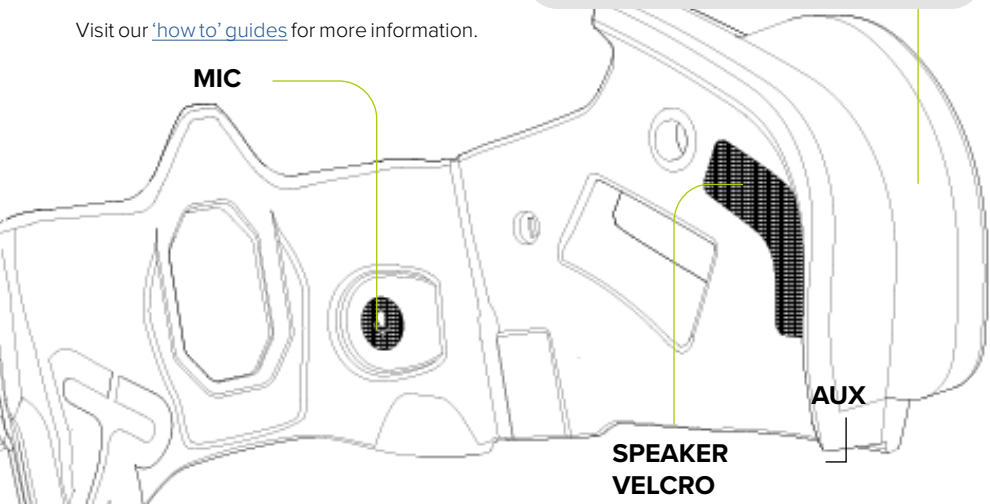 Visit our 'how to' guides for more information.
MIC
AUX
SPEAKER
VELCRO